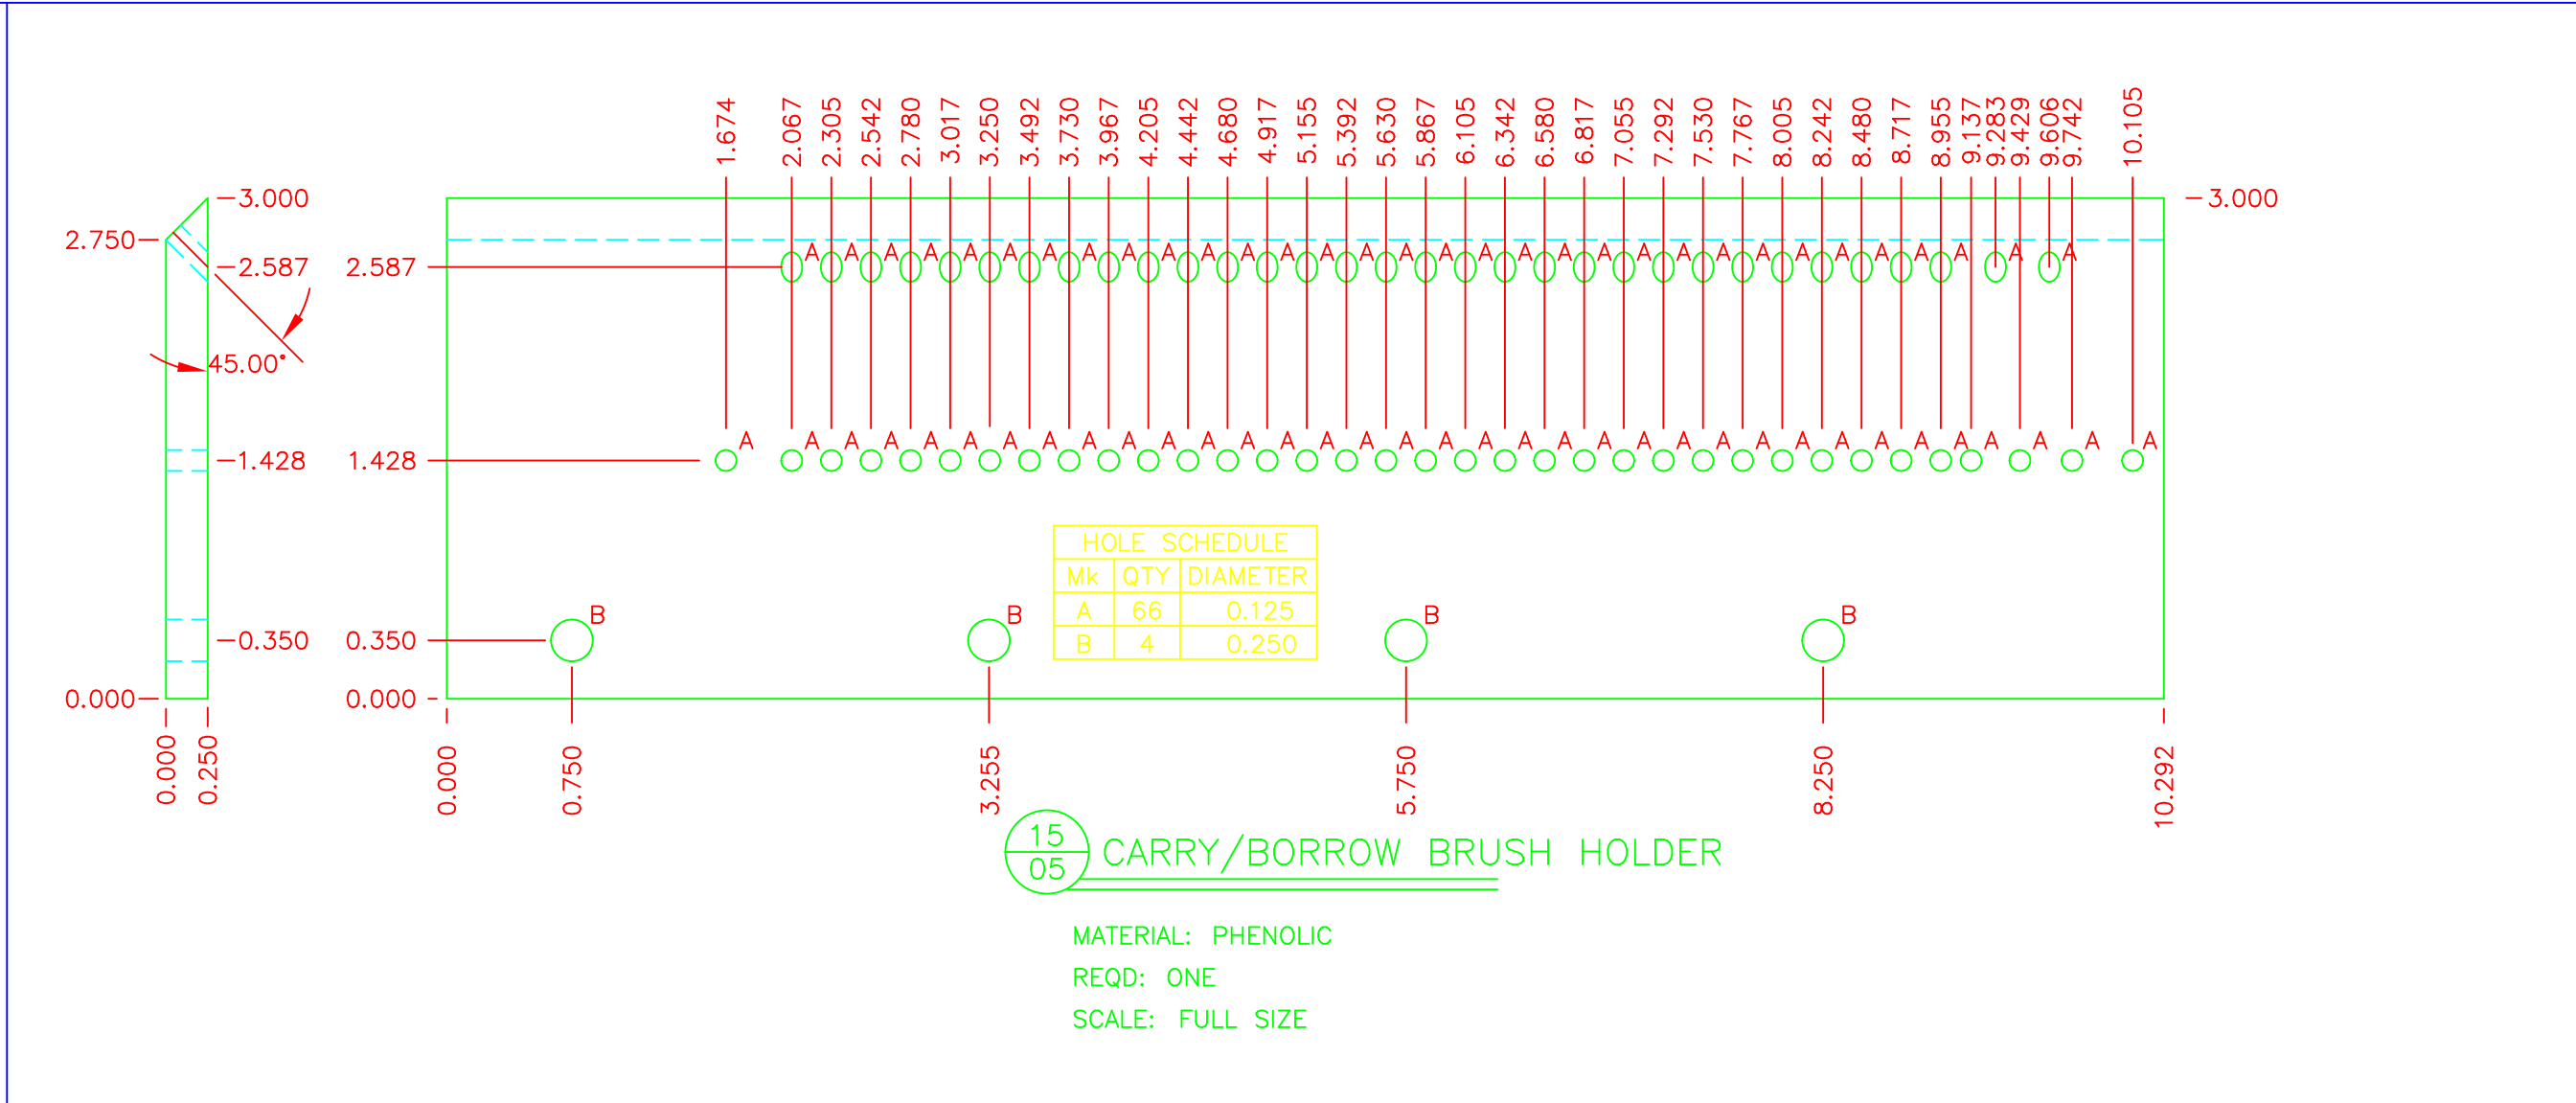 1.674 2.067 2.305 2.542 2.780 3.017 3.250 3.492 3.730 3.967 4.205 4.442 4.680 4.917 5.155 5.392 5.630 5.867 6.105 6.342 6.580 6.817 7.055 7.292 7.530 7.767 8.005 8.242 8.480 8.717 8.955 9.137 9.283 9.429 9.606 9.742 10.105
3.000 3.000
2.750
A A A A A A A A A A A A A A A A A A A A A A A A A A A A A A A A
2.587 2.587
45.00°
A A A A A A A A A A A A A A A A A A A A A A A A A A A A A A A A A A A
1.428 1.428
HOLE SCHEDULE
Mk QTY DIAMETER
A 66 0.125
B 4 0.250
B B B B
0.350 0.350
0.000 0.000
0.000 0.250 0.000 0.750 3.255 5.750 8.250 10.292
15
05
CARRY/BORROW BRUSH HOLDER
MATERIAL: PHENOLIC
REQD: ONE
SCALE: FULL SIZE